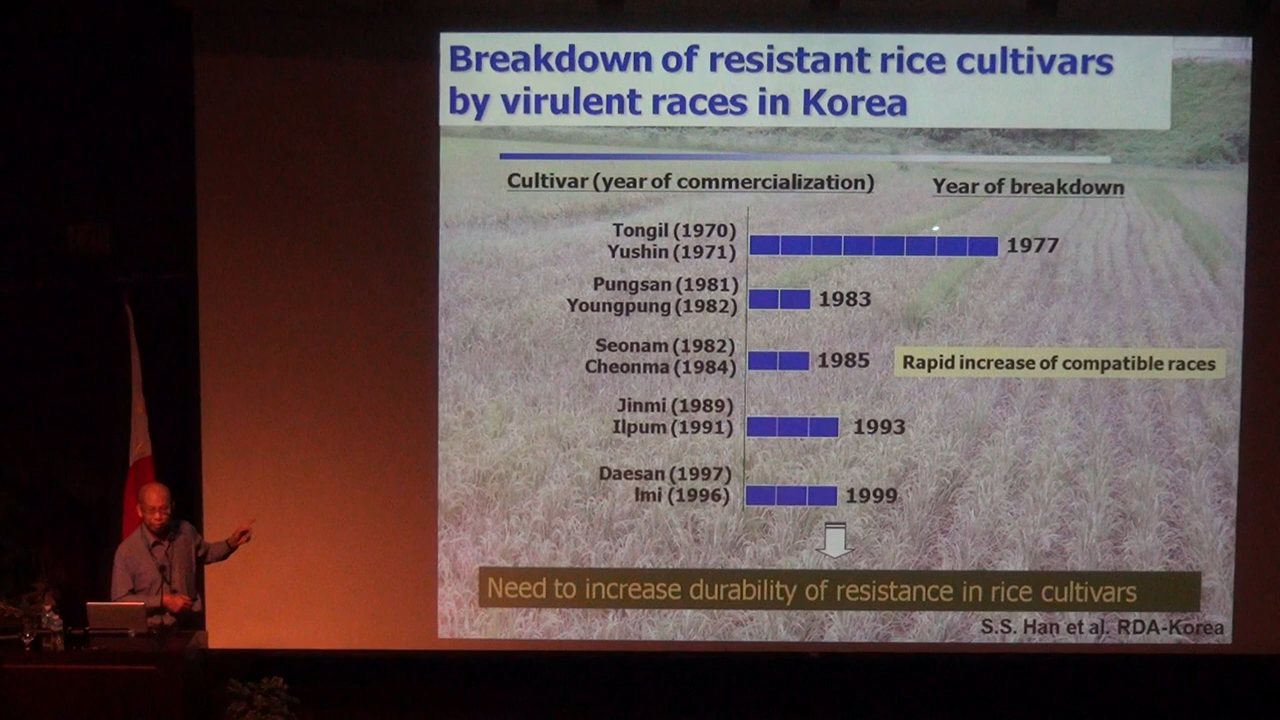 Breakdown of resistant rice cultivars
by virulent races in Korea
Cultivar (year of commercialization)
Year of breakdown
Tongil (1970)
Yushin (1971)
1977
Pungsan (1981)
Youngpung (1982)
1983
Seonam (1982)
Cheonma (1984)
1985
Rapid increase of compatible races
Jinmi (1989)
Ilpum (1991)
1993
Daesan (1997)
Imi (1996)
1999
Need to increase durability of resistance in rice cultivars
S.S. Han et al. RDA-Korea